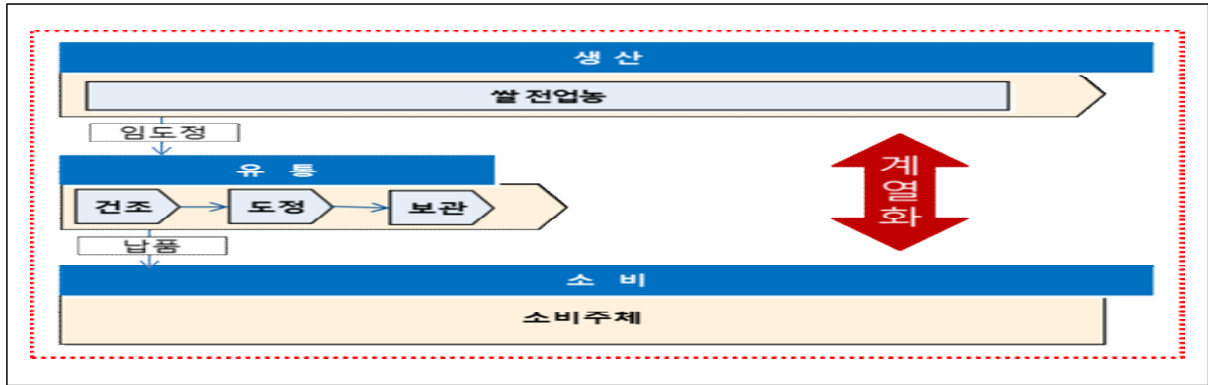 생 산
쌀 전업농
임도정
유 통
건조 도정 보관
납품
계열화
소 비
소비주체